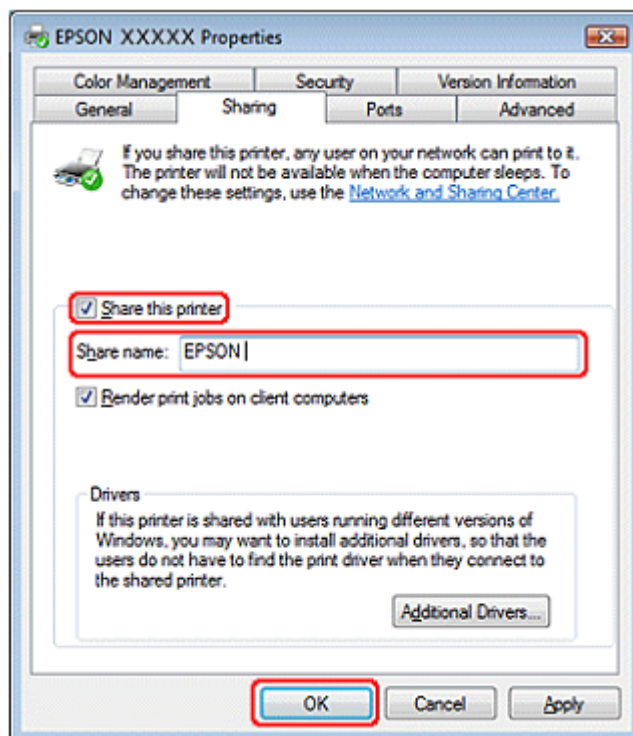 EPSON XXXXX Properties
Color Management Security Version Information
General Sharing Ports Advanced
If you share this printer, any user on your network can print to it.
The printer will not be available when the computer sleeps. To
change these settings, use the Network and Sharing Center.
Share this printer
Share name: EPSON
Render print jobs on client computers
Drivers
If this printer is shared with users running different versions of
Windows, you may want to install additional drivers, so that the
users do not have to find the print driver when they connect to
the shared printer.
Additional Drivers...
OK Cancel Apply